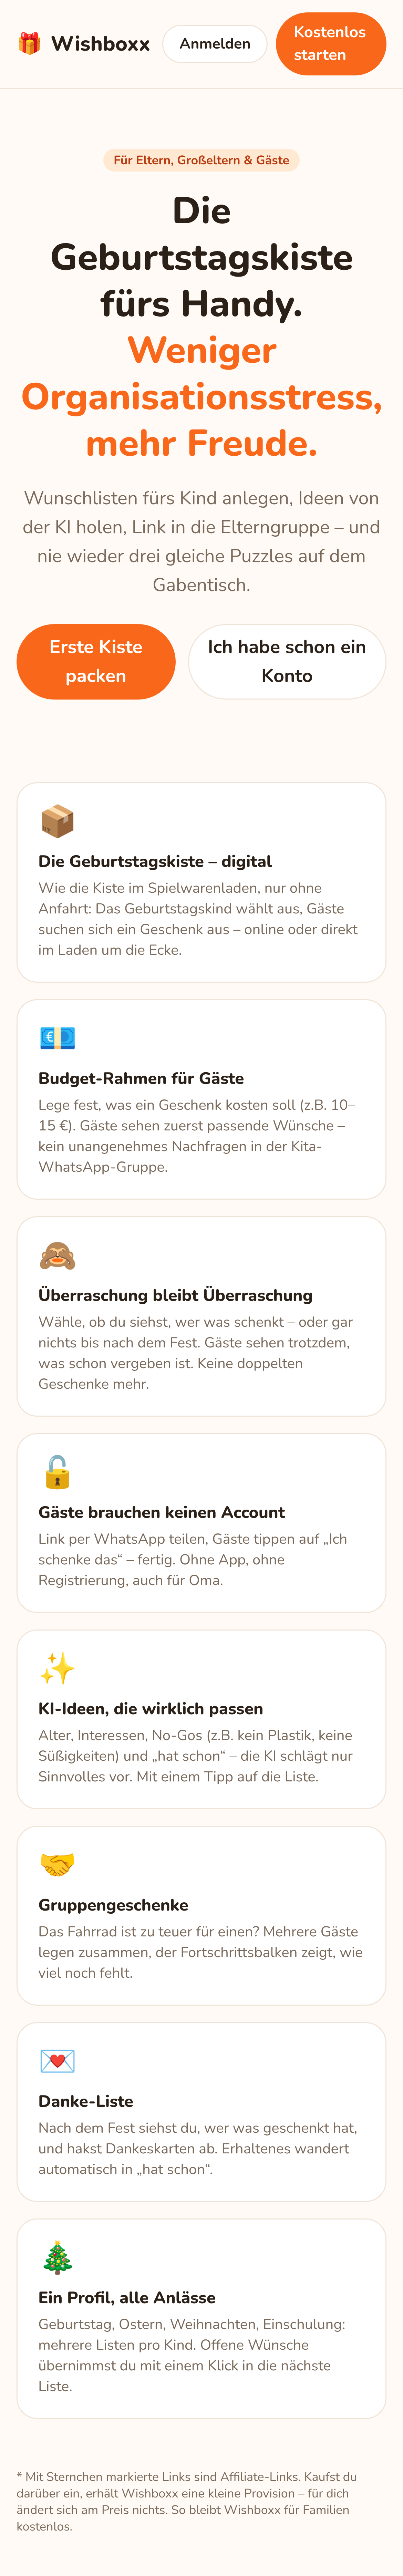 Wishboxx
Anmelden
Kostenlos
starten
Für Eltern, Großeltern & Gäste
Die
Geburtstagskiste
fürs Handy.
Weniger
Organisationsstress,
mehr Freude.
Wunschlisten fürs Kind anlegen, Ideen von
der KI holen, Link in die Elterngruppe – und
nie wieder drei gleiche Puzzles auf dem
Gabentisch.
Erste Kiste
packen
Ich habe schon ein
Konto
Die Geburtstagskiste – digital
Wie die Kiste im Spielwarenladen, nur ohne
Anfahrt: Das Geburtstagskind wählt aus, Gäste
suchen sich ein Geschenk aus – online oder direkt
im Laden um die Ecke.
Budget-Rahmen für Gäste
Lege fest, was ein Geschenk kosten soll (z.B. 10–
15 €). Gäste sehen zuerst passende Wünsche –
kein unangenehmes Nachfragen in der Kita-
WhatsApp-Gruppe.
Überraschung bleibt Überraschung
Wähle, ob du siehst, wer was schenkt – oder gar
nichts bis nach dem Fest. Gäste sehen trotzdem,
was schon vergeben ist. Keine doppelten
Geschenke mehr.
Gäste brauchen keinen Account
Link per WhatsApp teilen, Gäste tippen auf „Ich
schenke das“ – fertig. Ohne App, ohne
Registrierung, auch für Oma.
KI-Ideen, die wirklich passen
Alter, Interessen, No-Gos (z.B. kein Plastik, keine
Süßigkeiten) und „hat schon“ – die KI schlägt nur
Sinnvolles vor. Mit einem Tipp auf die Liste.
Gruppengeschenke
Das Fahrrad ist zu teuer für einen? Mehrere Gäste
legen zusammen, der Fortschrittsbalken zeigt, wie
viel noch fehlt.
Danke-Liste
Nach dem Fest siehst du, wer was geschenkt hat,
und hakst Dankeskarten ab. Erhaltenes wandert
automatisch in „hat schon“.
Ein Profil, alle Anlässe
Geburtstag, Ostern, Weihnachten, Einschulung:
mehrere Listen pro Kind. Offene Wünsche
übernimmst du mit einem Klick in die nächste
Liste.
* Mit Sternchen markierte Links sind Affiliate-Links. Kaufst du
darüber ein, erhält Wishboxx eine kleine Provision – für dich
ändert sich am Preis nichts. So bleibt Wishboxx für Familien
kostenlos.